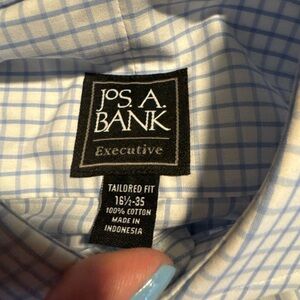 JOS. A.
BANK
Executive
TAILORED FIT
16½-35
100% COTTON
MADE IN
INDONESIA